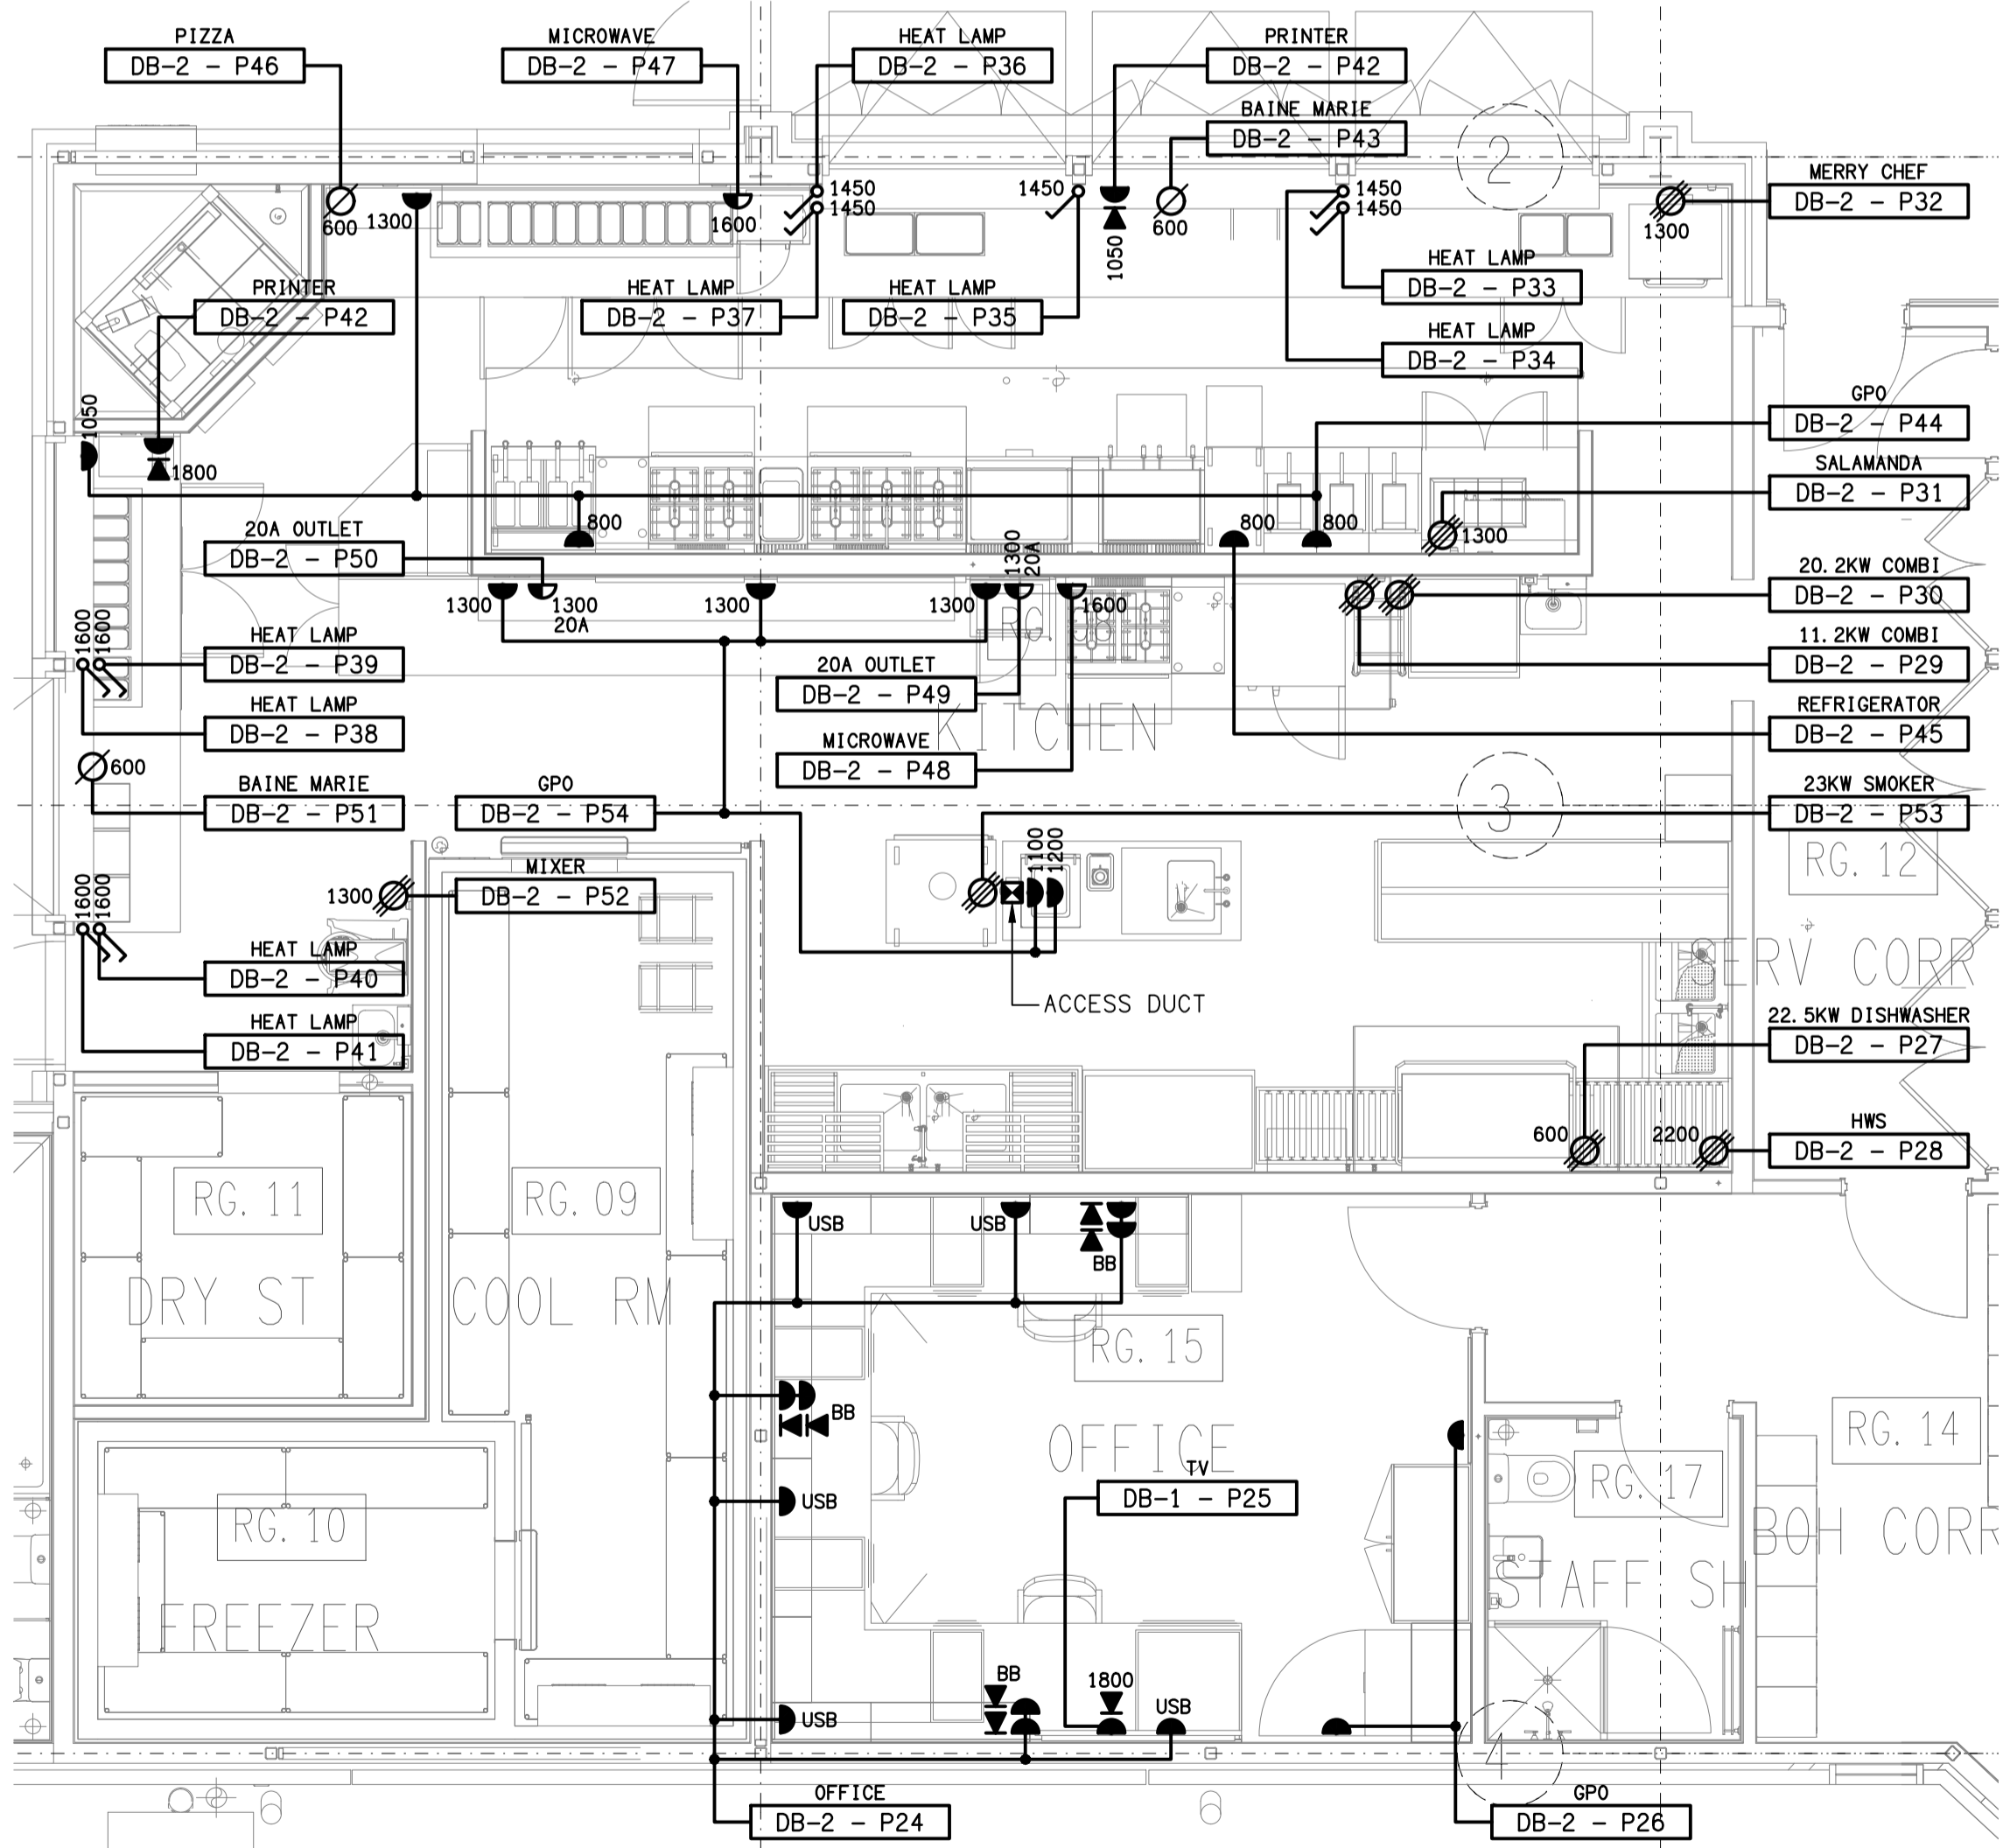 PIZZA
DB-2 - P46
MICROWAVE
DB-2 - P47
HEAT LAMP
DB-2 - P36
PRINTER
DB-2 - P42
BAINE MARIE
DB-2 - P43
2
MERRY CHEF
DB-2 - P32
600
1300
1600
1450
1450
1450
1050
600
1450
1450
1300
PRINTER
DB-2 - P42
HEAT LAMP
DB-2 - P37
HEAT LAMP
DB-2 - P35
HEAT LAMP
DB-2 - P33
HEAT LAMP
DB-2 - P34
1050
1800
GPO
DB-2 - P44
SALAMANDA
DB-2 - P31
800
800
800
1300
20A OUTLET
DB-2 - P50
1300
1300
20A
1300
1300
1300
20A
1600
20.2KW COMBI
DB-2 - P30
11.2KW COMBI
DB-2 - P29
1600
1600
HEAT LAMP
DB-2 - P39
HEAT LAMP
DB-2 - P38
20A OUTLET
DB-2 - P49
RG. 08
KITCHEN
MICROWAVE
DB-2 - P48
REFRIGERATOR
DB-2 - P45
600
BAINE MARIE
DB-2 - P51
GPO
DB-2 - P54
3
23KW SMOKER
DB-2 - P53
RG. 12
1300
MIXER
DB-2 - P52
1100
1200
1600
1600
HEAT LAMP
DB-2 - P40
HEAT LAMP
DB-2 - P41
ACCESS DUCT
SERV CORR
22.5KW DISHWASHER
DB-2 - P27
600
2200
HWS
DB-2 - P28
RG. 11
DRY ST
RG. 09
COOL RM
USB
USB
BB
RG. 15
BB
OFFICE
USB
TV
DB-1 - P25
RG. 14
BOH CORR
RG. 17
STAFF SH
RG. 10
FREEZER
USB
BB
1800
USB
4
OFFICE
DB-2 - P24
GPO
DB-2 - P26